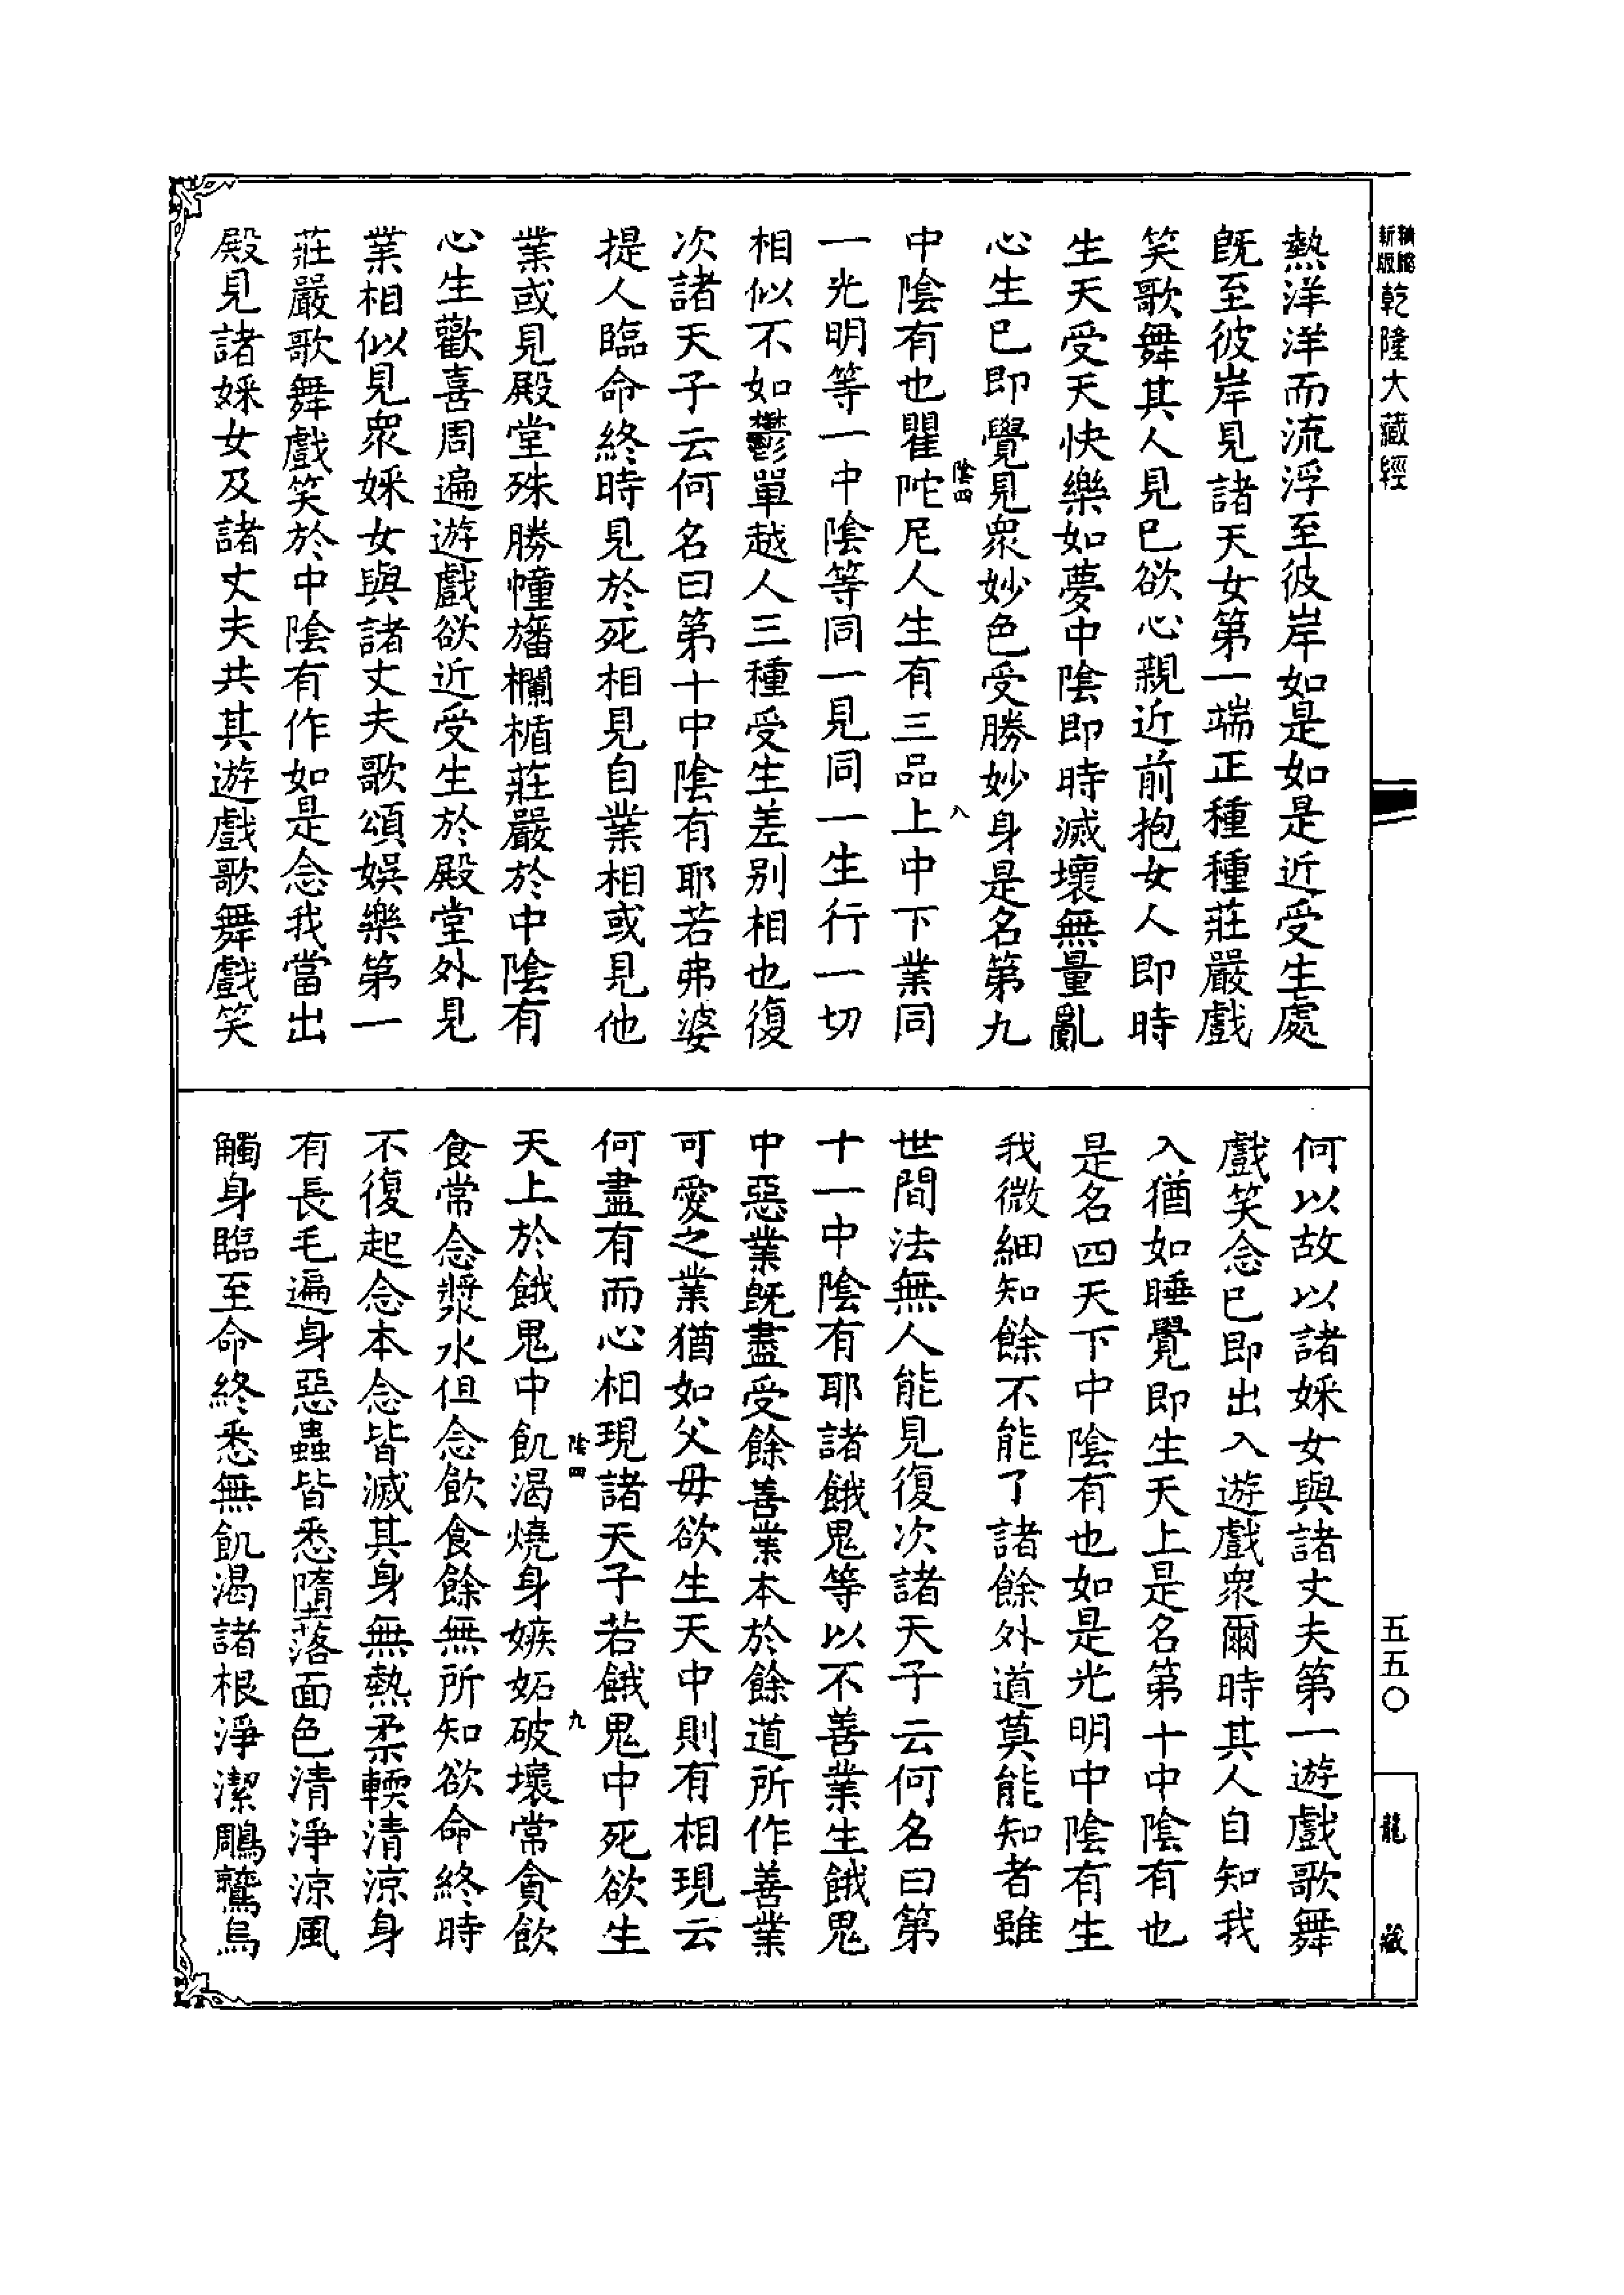 新版
精縮
乾隆大藏經
熱洋洋而流浮至彼岸如是如是近受生處
既至彼岸見諸天女第一端正種種莊嚴戲
笑歌舞其人見已欲心親近前抱女人即時
生天受天快樂如夢中陰即時滅壞無量亂
心生已即覺見衆妙色受勝妙身是名第九
陰四
八
中陰有也瞿陀尼人生有三品上中下業同
一光明等一中陰等同一見同一生行一切
相似不如鬱單越人三種受生差别相也復
次諸天子云何名曰第十中陰有耶若弗婆
提人臨命終時見於死相見自業相或見他
業或見殿堂殊勝幢旛欄楯莊嚴於中陰有
心生歡喜周遍遊戲欲近受生於殿堂外見
業相似見衆婇女與諸丈夫歌頌娛樂第一
莊嚴歌舞戲笑於中陰有作如是念我當出
殿見諸婇女及諸丈夫共其遊戲歌舞戲笑
何以故以諸婇女與諸丈夫第一遊戲歌舞
戲笑念已即出入遊戲衆爾時其人自知我
入猶如睡覺即生天上是名第十中陰有也
是名四天下中陰有也如是光明中陰有生
我微細知餘不能了諸餘外道莫能知者雖
世間法無人能見復次諸天子云何名曰第
十一中陰有耶諸餓鬼等以不善業生餓鬼
中惡業既盡受餘善業本於餘道所作善業
可愛之業猶如父母欲生天中則有相現云
何盡有而心相現諸天子若餓鬼中死欲生
陰四
九
天上於餓鬼中飢渴燒身嫉妬破壞常貪飲
食常念漿水但念飲食餘無所知欲命終時
不復起念本念皆滅其身無熱柔輭清涼身
有長毛遍身惡蟲皆悉墮落面色清淨涼風
觸身臨至命終悉無飢渴諸根淨潔鵰鷲烏
五五〇
龍藏